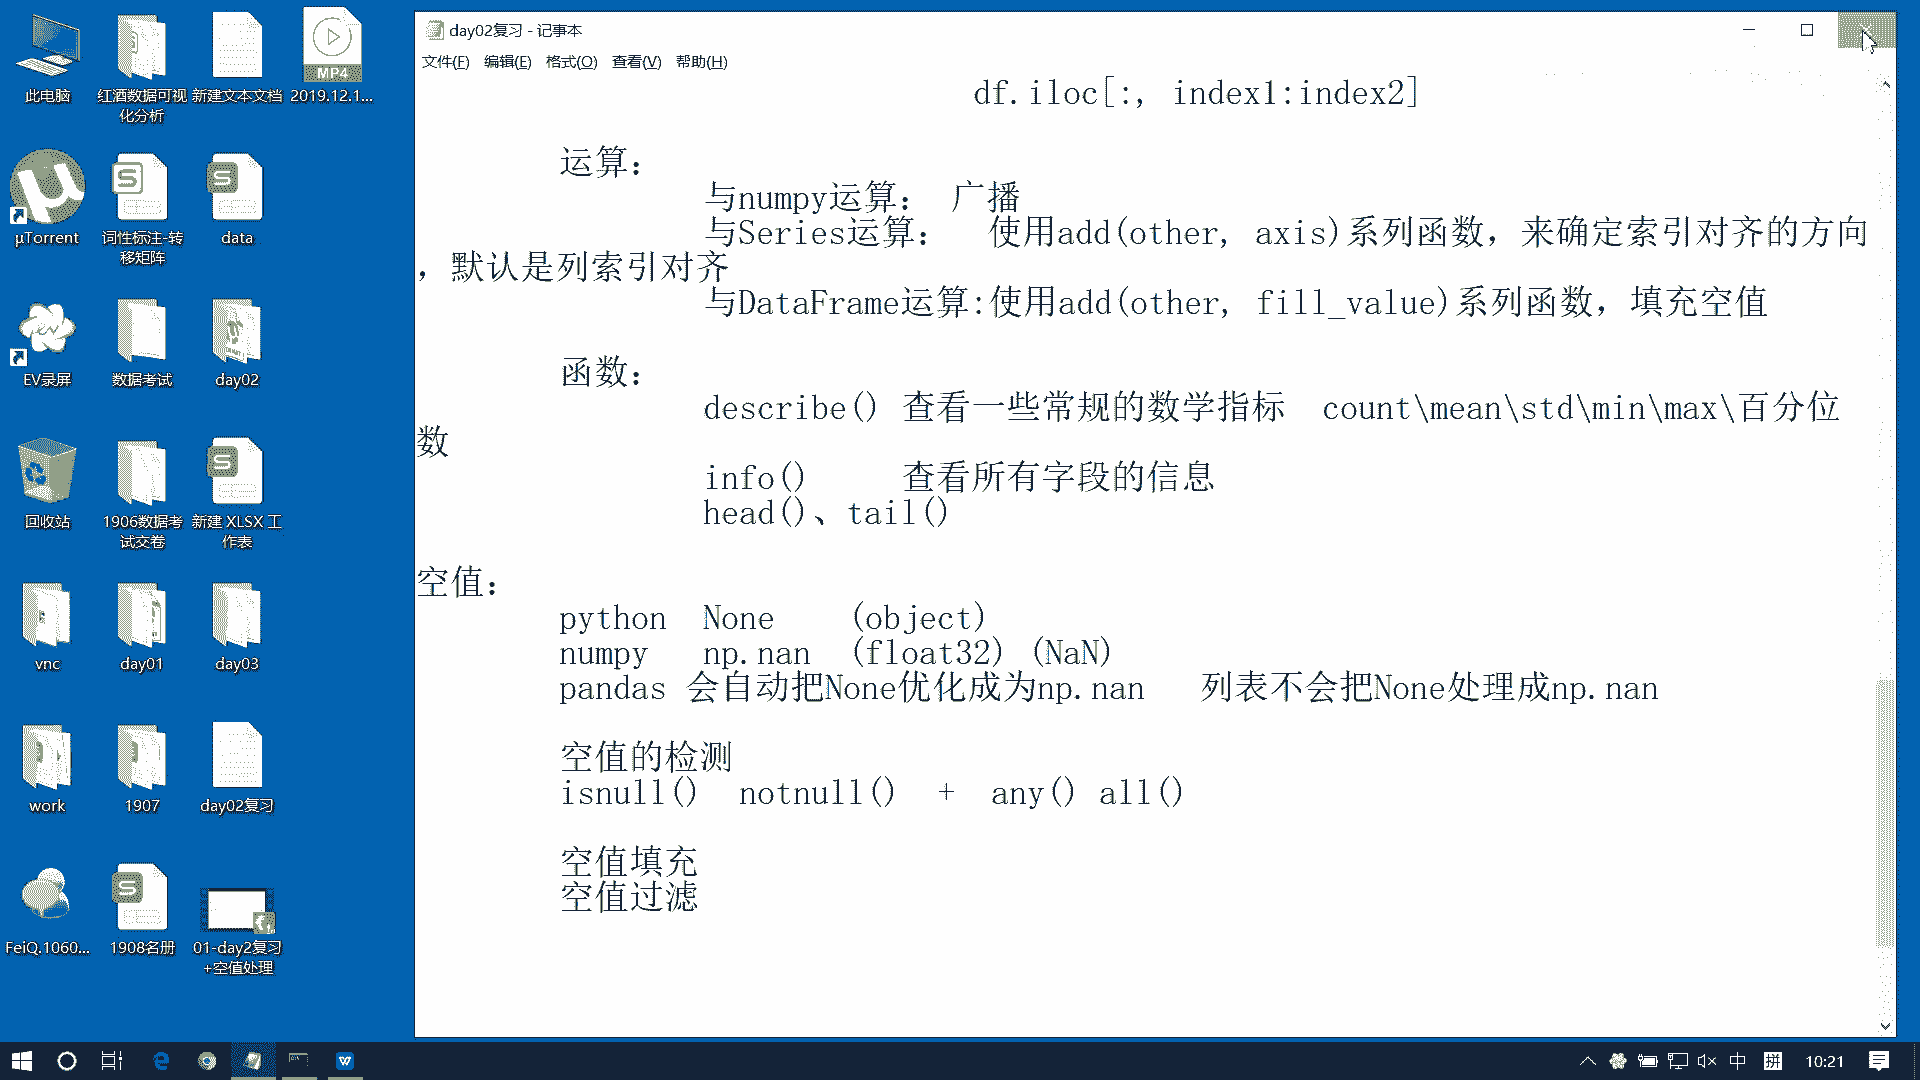 day02复习 - 记事本
文件(F) 编辑(E) 格式(O) 查看(V) 帮助(H)
df.iloc[:, index1:index2]
运算:
与numpy运算: 广播
与Series运算: 使用add(other, axis)系列函数，来确定索引对齐的方向
，默认是列索引对齐
与DataFrame运算:使用add(other, fill_value)系列函数，填充空值
函数:
describe() 查看一些常规的数学指标 count\mean\std\min\max\百分位
数
info() 查看所有字段的信息
head()、tail()
空值:
python None (object)
numpy np.nan (float32) (NaN)
pandas 会自动把None优化成为np.nan 列表不会把None处理成np.nan
空值的检测
isnull() notnull() + any() all()
空值填充
空值过滤
MP4
此电脑
红酒数据可视
化分析
新建文本文档
2019.12.1...
µTorrent
词性标注-转
移矩阵
data
EV录屏
数据考试
day02
回收站
1906数据考
试交卷
新建 XLSX 工
作表
vnc
day01
day03
work
1907
day02复习
FeiQ.1060...
1908名册
01-day2复习
+空值处理
中
拼
10:21